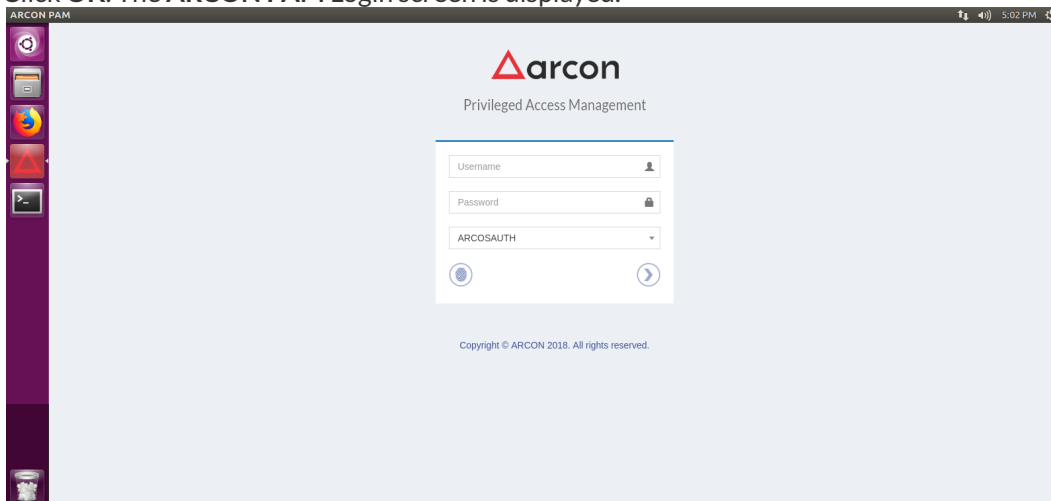 Click OK. The ARCON PAM Login screen is displayed.
ARCON PAM
5:02 PM
arcon
Privileged Access Management
Username
Password
ARCOSAUTH
Copyright © ARCON 2018. All rights reserved.